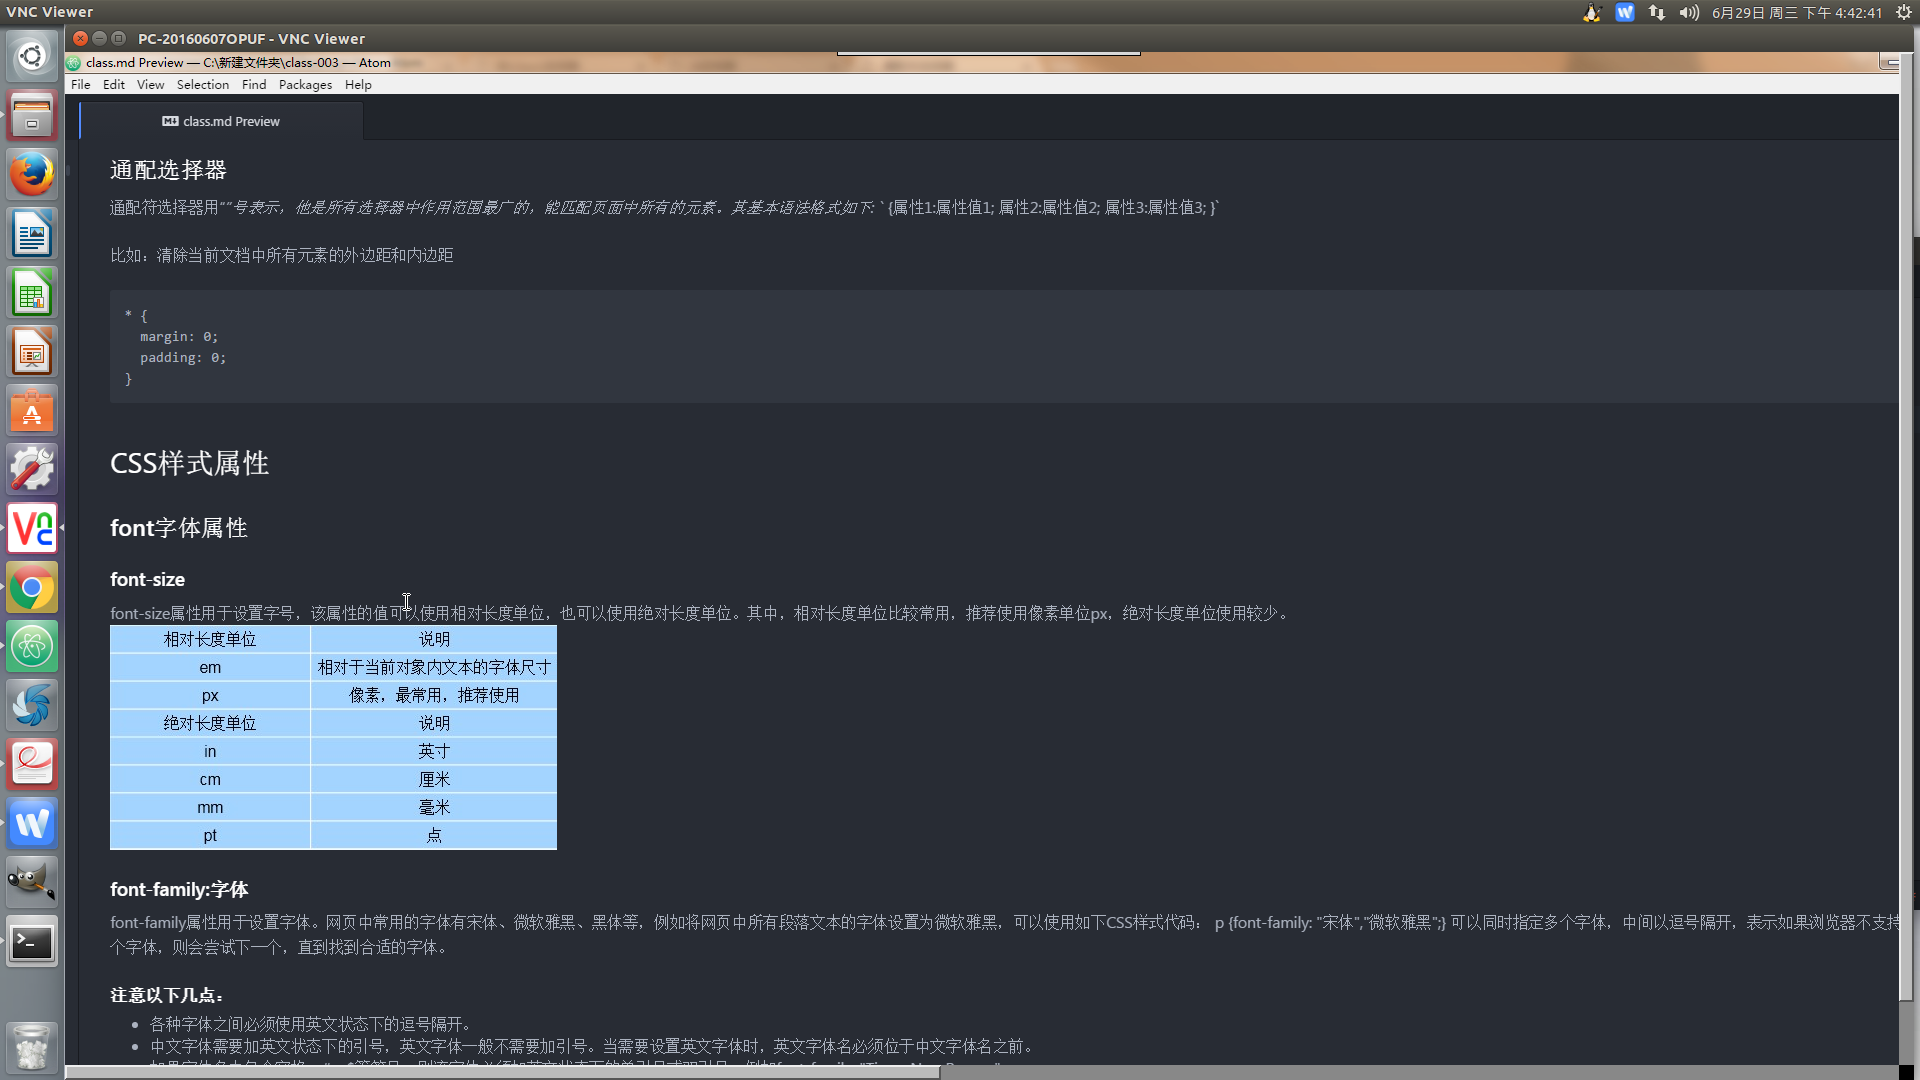 VNC Viewer
6月29日 周三 下午 4:42:41
PC-20160607OPUF - VNC Viewer
class.md Preview — C:\新建文件夹\class-003 — Atom
File Edit View Selection Find Packages Help
class.md Preview
通配选择器
通配符选择器用“”号表示，他是所有选择器中作用范围最广的，能匹配页面中所有的元素。其基本语法格式如下: ` {属性1:属性值1; 属性2:属性值2; 属性3:属性值3; }`
比如：清除当前文档中所有元素的外边距和内边距
* {
margin: 0;
padding: 0;
}
CSS样式属性
font字体属性
font-size
font-size属性用于设置字号，该属性的值可以使用相对长度单位，也可以使用绝对长度单位。其中，相对长度单位比较常用，推荐使用像素单位px，绝对长度单位使用较少。
相对长度单位 说明
em 相对于当前对象内文本的字体尺寸
px 像素，最常用，推荐使用
绝对长度单位 说明
in 英寸
cm 厘米
mm 毫米
pt 点
font-family:字体
font-family属性用于设置字体。网页中常用的字体有宋体、微软雅黑、黑体等，例如将网页中所有段落文本的字体设置为微软雅黑，可以使用如下CSS样式代码： p {font-family: "宋体","微软雅黑";} 可以同时指定多个字体，中间以逗号隔开，表示如果浏览器不支持
个字体，则会尝试下一个，直到找到合适的字体。
注意以下几点：
各种字体之间必须使用英文状态下的逗号隔开。
中文字体需要加英文状态下的引号，英文字体一般不需要加引号。当需要设置英文字体时，英文字体名必须位于中文字体名之前。